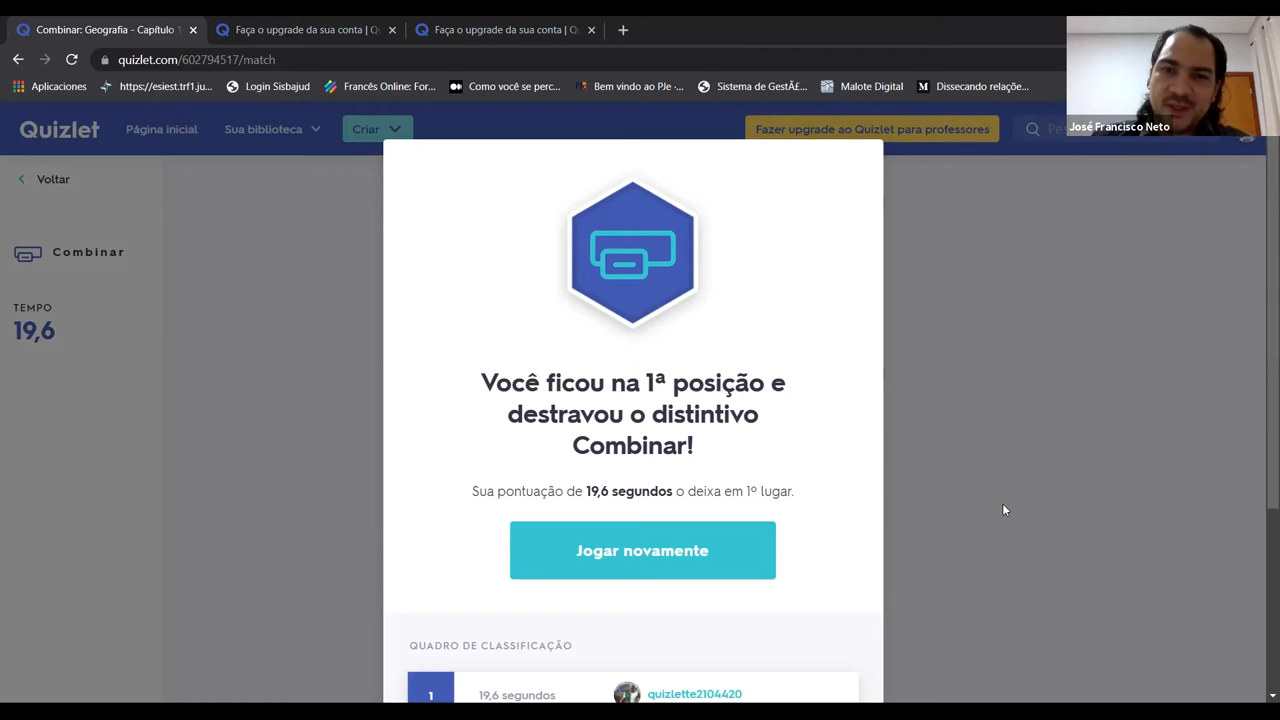 Combinar: Geografia - Capítulo 1
Faça o upgrade da sua conta | Q
Faça o upgrade da sua conta | Q
quizlet.com/602794517/match
Aplicaciones
https://esiest.trf1.ju...
Login Sisbajud
Francês Online: For...
Como você se perc...
Bem vindo ao PJe ·...
Sistema de GestÃ£...
Malote Digital
Dissecando relaçõe...
José Francisco Neto
Quizlet
Página inicial
Sua biblioteca
Criar
Fazer upgrade ao Quizlet para professores
Voltar
Combinar
TEMPO
19,6
Você ficou na 1ª posição e
destravou o distintivo
Combinar!
Sua pontuação de 19,6 segundos o deixa em 1º lugar.
Jogar novamente
QUADRO DE CLASSIFICAÇÃO
1 19,6 segundos quizlette2104420